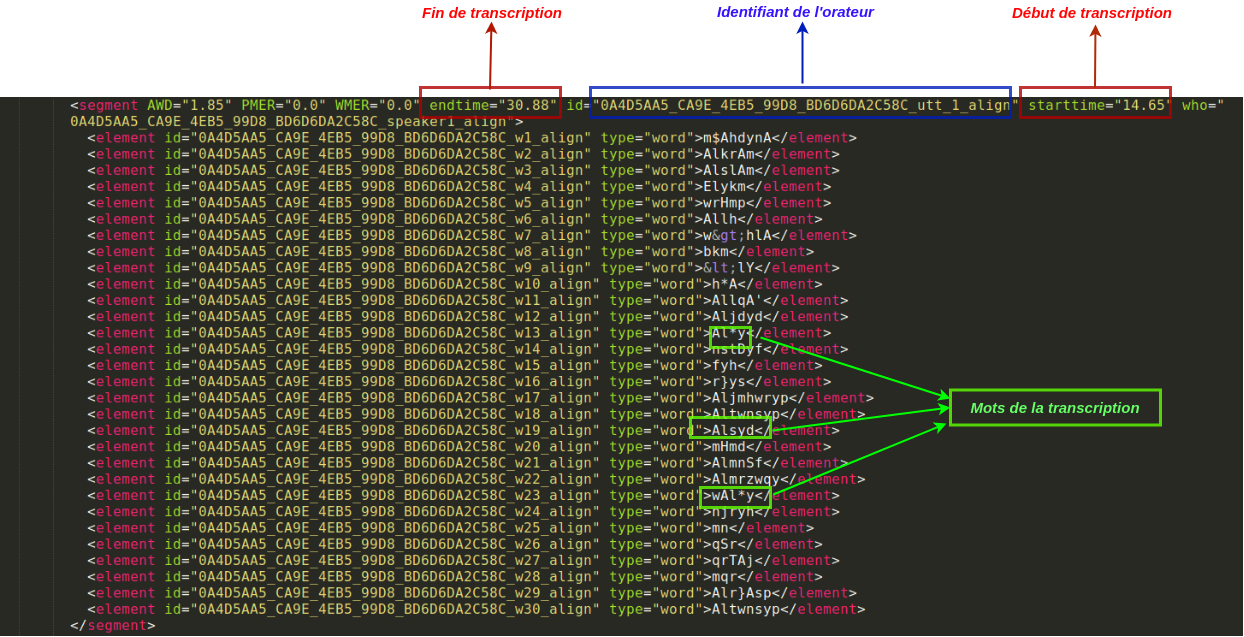 Fin de transcription
Identifiant de l'orateur
Début de transcription
<segment AWD="1.85" PMER="0.0" WMER="0.0" endtime="30.88" id="0A4D5AA5_CA9E_4EB5_99D8_BD6D6DA2C58C_utt_1_align" starttime="14.65" who="
0A4D5AA5_CA9E_4EB5_99D8_BD6D6DA2C58C_speaker1_align">
<element id="0A4D5AA5_CA9E_4EB5_99D8_BD6D6DA2C58C_w1_align" type="word">m$AhdynA</element>
<element id="0A4D5AA5_CA9E_4EB5_99D8_BD6D6DA2C58C_w2_align" type="word">AlkrAm</element>
<element id="0A4D5AA5_CA9E_4EB5_99D8_BD6D6DA2C58C_w3_align" type="word">AlslAm</element>
<element id="0A4D5AA5_CA9E_4EB5_99D8_BD6D6DA2C58C_w4_align" type="word">Elykm</element>
<element id="0A4D5AA5_CA9E_4EB5_99D8_BD6D6DA2C58C_w5_align" type="word">wrHmp</element>
<element id="0A4D5AA5_CA9E_4EB5_99D8_BD6D6DA2C58C_w6_align" type="word">Allh</element>
<element id="0A4D5AA5_CA9E_4EB5_99D8_BD6D6DA2C58C_w7_align" type="word">w&gt;hlA</element>
<element id="0A4D5AA5_CA9E_4EB5_99D8_BD6D6DA2C58C_w8_align" type="word">bkm</element>
<element id="0A4D5AA5_CA9E_4EB5_99D8_BD6D6DA2C58C_w9_align" type="word">&lt;lY</element>
<element id="0A4D5AA5_CA9E_4EB5_99D8_BD6D6DA2C58C_w10_align" type="word">h*A</element>
<element id="0A4D5AA5_CA9E_4EB5_99D8_BD6D6DA2C58C_w11_align" type="word">AllqA'</element>
<element id="0A4D5AA5_CA9E_4EB5_99D8_BD6D6DA2C58C_w12_align" type="word">Aljdyd</element>
<element id="0A4D5AA5_CA9E_4EB5_99D8_BD6D6DA2C58C_w13_align" type="word">Al*y</element>
<element id="0A4D5AA5_CA9E_4EB5_99D8_BD6D6DA2C58C_w14_align" type="word">nstDyf</element>
<element id="0A4D5AA5_CA9E_4EB5_99D8_BD6D6DA2C58C_w15_align" type="word">fyh</element>
<element id="0A4D5AA5_CA9E_4EB5_99D8_BD6D6DA2C58C_w16_align" type="word">r}ys</element>
<element id="0A4D5AA5_CA9E_4EB5_99D8_BD6D6DA2C58C_w17_align" type="word">Aljmhwryp</element>
<element id="0A4D5AA5_CA9E_4EB5_99D8_BD6D6DA2C58C_w18_align" type="word">Altwnsyp</element>
<element id="0A4D5AA5_CA9E_4EB5_99D8_BD6D6DA2C58C_w19_align" type="word">Alsyd</element>
<element id="0A4D5AA5_CA9E_4EB5_99D8_BD6D6DA2C58C_w20_align" type="word">mHmd</element>
<element id="0A4D5AA5_CA9E_4EB5_99D8_BD6D6DA2C58C_w21_align" type="word">AlmnSf</element>
<element id="0A4D5AA5_CA9E_4EB5_99D8_BD6D6DA2C58C_w22_align" type="word">Almrzwqy</element>
<element id="0A4D5AA5_CA9E_4EB5_99D8_BD6D6DA2C58C_w23_align" type="word">wAl*y</element>
<element id="0A4D5AA5_CA9E_4EB5_99D8_BD6D6DA2C58C_w24_align" type="word">njryh</element>
<element id="0A4D5AA5_CA9E_4EB5_99D8_BD6D6DA2C58C_w25_align" type="word">mn</element>
<element id="0A4D5AA5_CA9E_4EB5_99D8_BD6D6DA2C58C_w26_align" type="word">qSr</element>
<element id="0A4D5AA5_CA9E_4EB5_99D8_BD6D6DA2C58C_w27_align" type="word">qrTAj</element>
<element id="0A4D5AA5_CA9E_4EB5_99D8_BD6D6DA2C58C_w28_align" type="word">mqr</element>
<element id="0A4D5AA5_CA9E_4EB5_99D8_BD6D6DA2C58C_w29_align" type="word">Alr}Asp</element>
<element id="0A4D5AA5_CA9E_4EB5_99D8_BD6D6DA2C58C_w30_align" type="word">Altwnsyp</element>
</segment>
Mots de la transcription